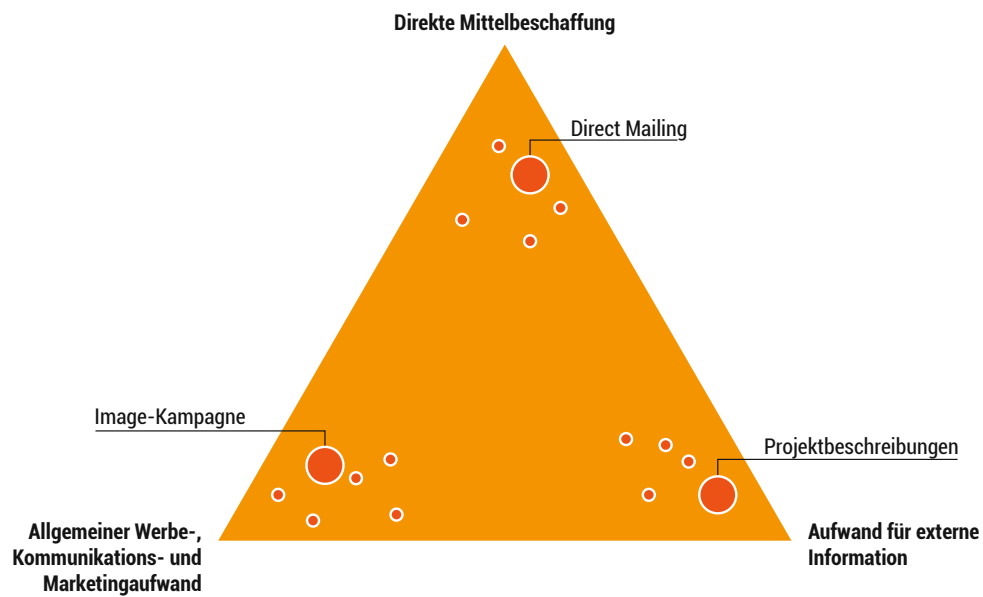 Direkte Mittelbeschaffung
Direct Mailing
Image-Kampagne
Projektbeschreibungen
Allgemeiner Werbe-,
Kommunikations- und
Marketingaufwand
Aufwand für externe
Information